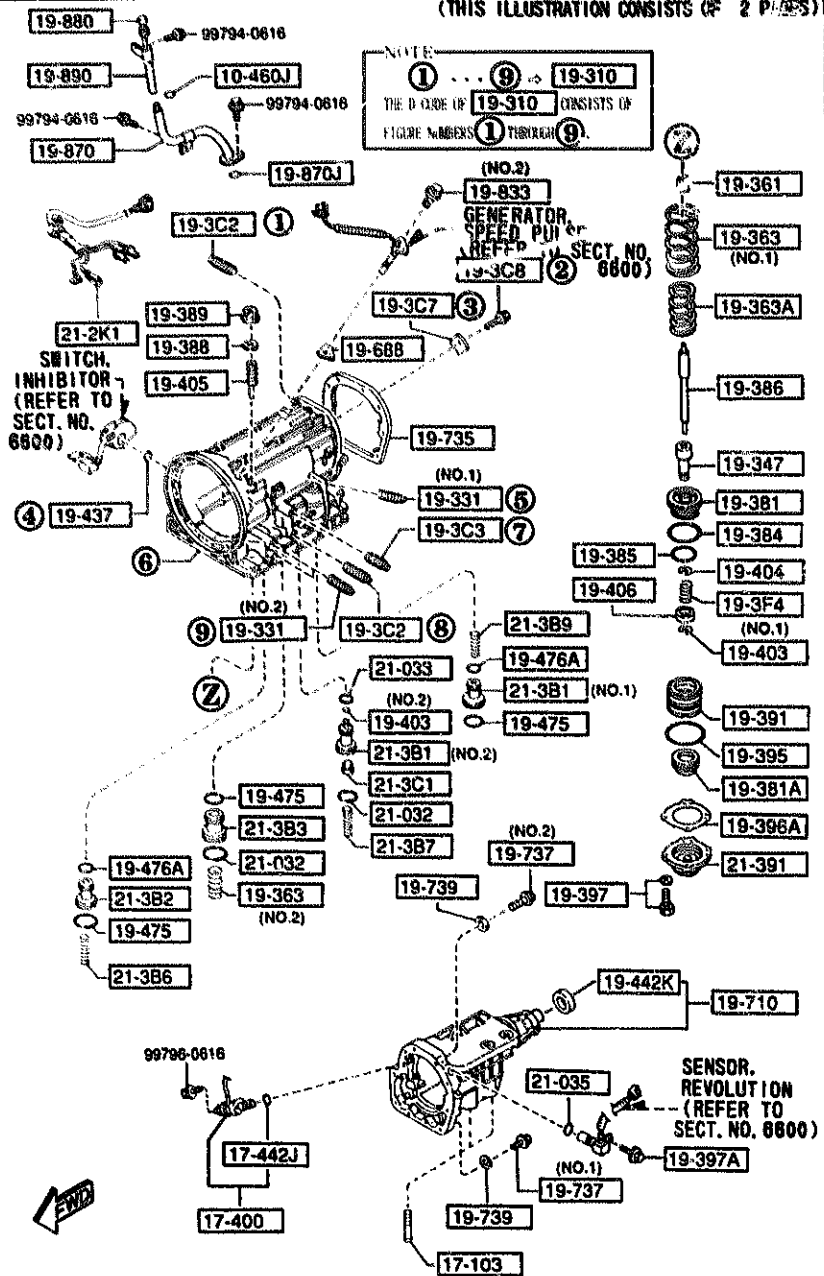 (THIS ILLUSTRATION CONSISTS 2
19-880
99794-0616
19-890
10-460J
99794-0616
99794-0616
19-870
19-870J
NOTE
① ··· ⑨ ⇒ 19-310
THE D CODE OF 19-310 CONSISTS OF
FIGURE NUMBERS ① THROUGH ⑨.
(NO.2)
19-833
GENERATOR,
SPEED
SECT. NO.
6600)
19-3C2 ①
19-3C8 ②
19-3C7 ③
19-688
21-2K1
19-389
19-388
19-405
SWITCH,
INHIBITOR
(REFER TO
SECT. NO.
6600)
19-735
④ 19-437
(NO.1)
19-331 ⑤
19-3C3 ⑦
⑥
(NO.2)
⑨ 19-331
19-3C2 ⑧
Z
19-361
19-363
(NO.1)
19-363A
19-386
19-347
19-381
19-384
19-385
19-404
19-406
19-3F4
(NO.1)
19-403
19-391
19-395
19-381A
19-396A
21-391
19-397
21-3B9
19-476A
21-3B1 (NO.1)
19-475
Z
21-033
(NO.2)
19-403
21-3B1 (NO.2)
21-3C1
21-032
21-3B7
19-475
21-3B3
21-032
19-363
(NO.2)
19-476A
21-3B2
19-475
21-3B6
(NO.2)
19-737
19-739
19-442K
19-710
99796-0616
17-442J
17-400
21-035
SENSOR,
REVOLUTION
(REFER TO
SECT. NO. 6600)
19-397A
(NO.1)
19-737
19-739
17-103
FWD